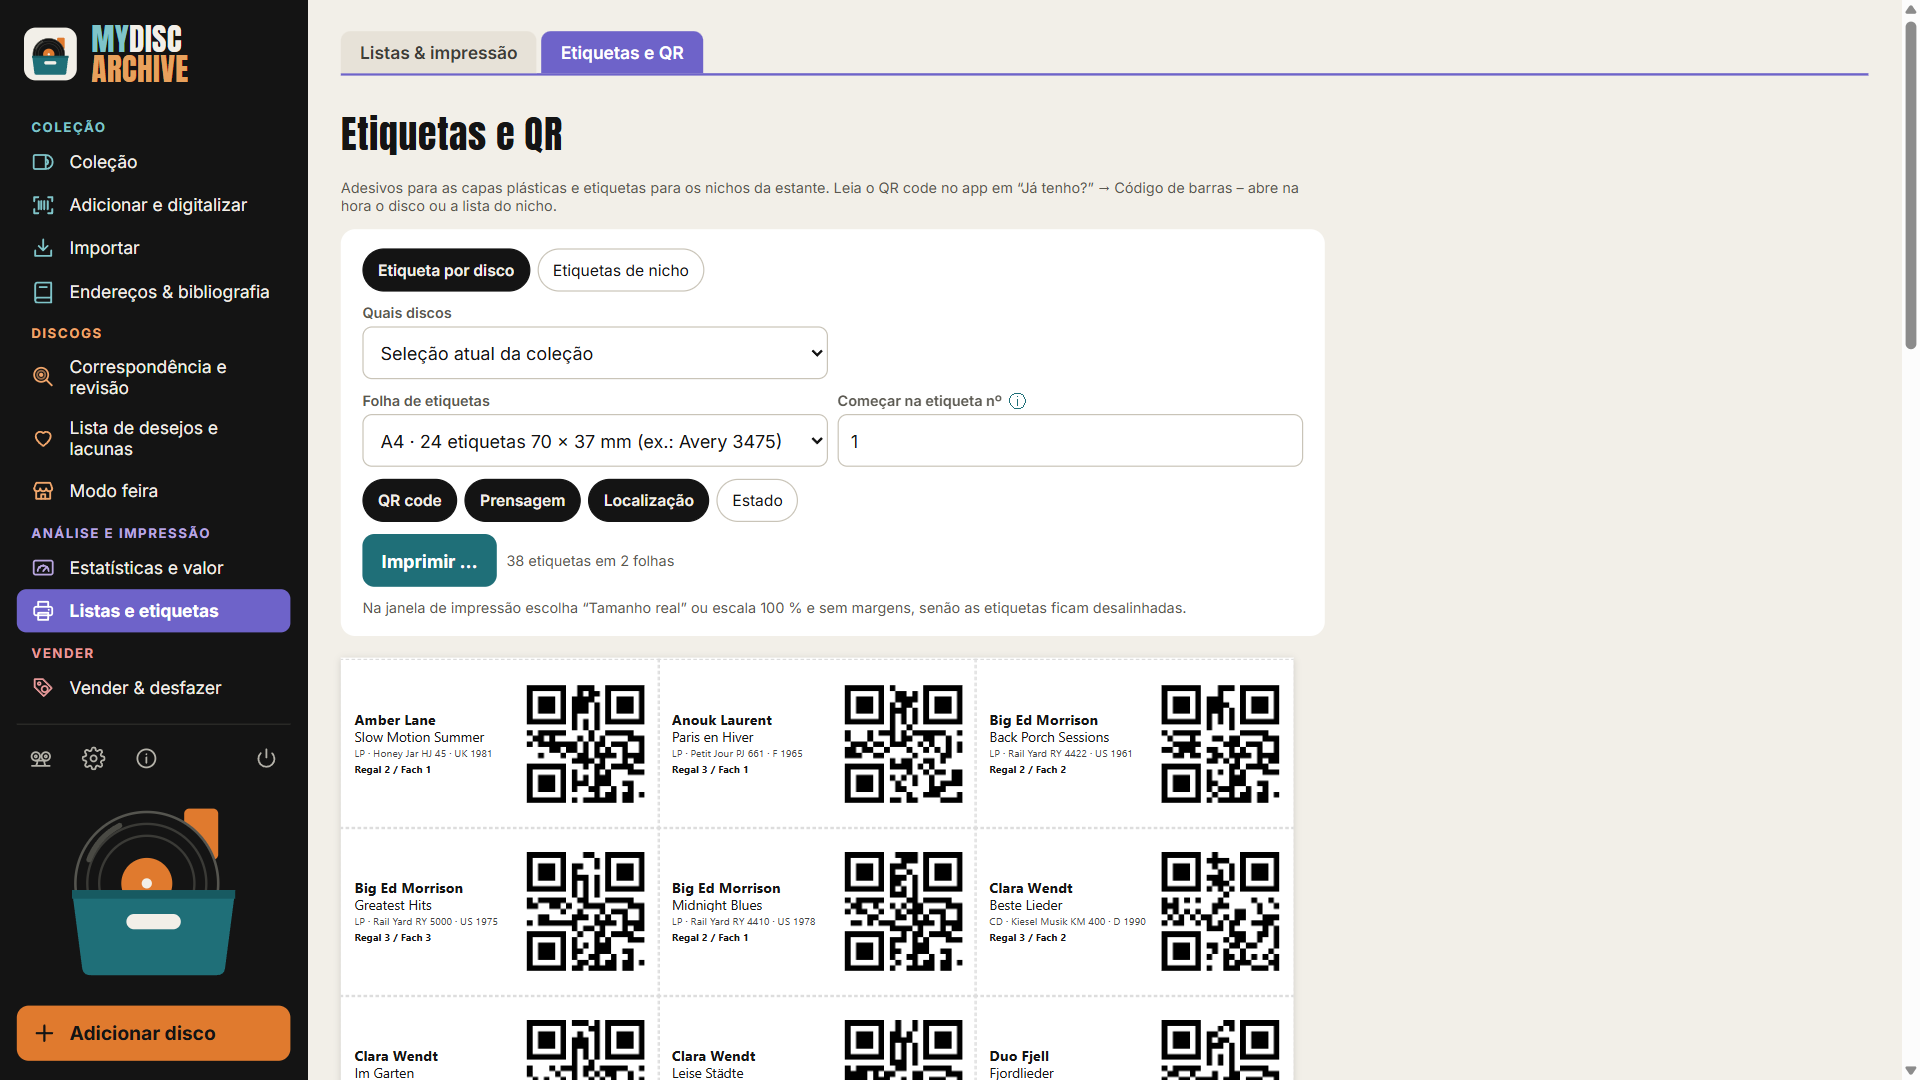 MYDISC
ARCHIVE
COLEÇÃO
Coleção
Adicionar e digitalizar
Importar
Endereços & bibliografia
DISCOGS
Correspondência e
revisão
Lista de desejos e
lacunas
Modo feira
ANÁLISE E IMPRESSÃO
Estatísticas e valor
Listas e etiquetas
VENDER
Vender & desfazer
Adicionar disco
Listas & impressão
Etiquetas e QR
Etiquetas e QR
Adesivos para as capas plásticas e etiquetas para os nichos da estante. Leia o QR code no app em “Já tenho?” → Código de barras – abre na
hora o disco ou a lista do nicho.
Etiqueta por disco
Etiquetas de nicho
Quais discos
Seleção atual da coleção
Folha de etiquetas
Começar na etiqueta nº
A4 · 24 etiquetas 70 × 37 mm (ex.: Avery 3475)
1
QR code
Prensagem
Localização
Estado
Imprimir ...
38 etiquetas em 2 folhas
Na janela de impressão escolha “Tamanho real” ou escala 100 % e sem margens, senão as etiquetas ficam desalinhadas.
Amber Lane
Slow Motion Summer
LP · Honey Jar HJ 45 · UK 1981
Regal 2 / Fach 1
Anouk Laurent
Paris en Hiver
LP · Petit Jour PJ 661 · F 1965
Regal 3 / Fach 1
Big Ed Morrison
Back Porch Sessions
LP · Rail Yard RY 4422 · US 1961
Regal 2 / Fach 2
Big Ed Morrison
Greatest Hits
LP · Rail Yard RY 5000 · US 1975
Regal 3 / Fach 3
Big Ed Morrison
Midnight Blues
LP · Rail Yard RY 4410 · US 1978
Regal 2 / Fach 1
Clara Wendt
Beste Lieder
CD · Kiesel Musik KM 400 · D 1990
Regal 3 / Fach 2
Clara Wendt
Im Garten
Clara Wendt
Leise Städte
Duo Fjell
Fjordlieder